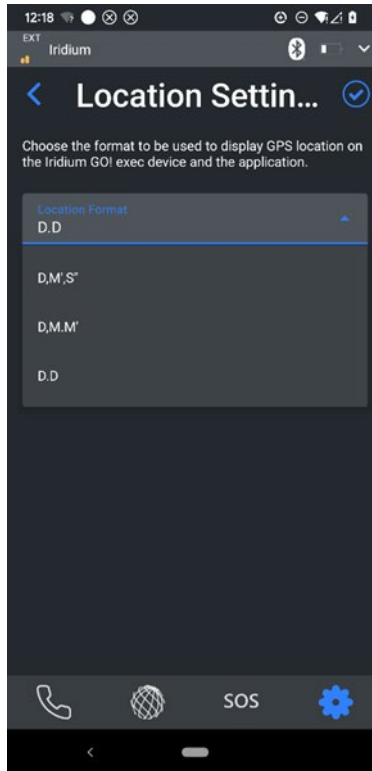 12:18
EXT
Iridium
Location Settin...
Choose the format to be used to display GPS location on
the Iridium GO! exec device and the application.
Location Format
D.D
D,M',S"
D,M.M'
D.D
SOS